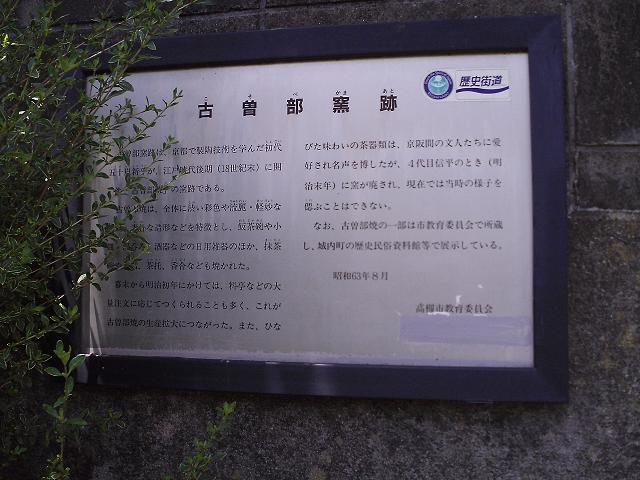 古曽部窯跡
歴史街道
古曽部窯跡は、京都で製陶技術を学んだ初代
五十嵐新平が、江戸時代後期(18世紀末)に開
窯跡である。
古曽部焼は、全体に渋い彩色や流麗・軽妙な
造形などを特徴とし、飯茶碗や小
酒器などの日用雑器のほか、抹茶
茶托、香合なども焼かれた。
幕末から明治初年にかけては、料亭などの大
量注文に応じてつくられることも多く、これが
古曽部焼の生産拡大につながった。また、ひな
びた味わいの茶器類は、京阪間の文人たちに愛
好され名声を博したが、4代目信平のとき(明
治末年)に窯が廃され、現在では当時の様子を
偲ぶことはできない。
なお、古曽部焼の一部は市教育委員会で所蔵
し、城内町の歴史民俗資料館等で展示している。
昭和63年8月
高槻市教育委員会